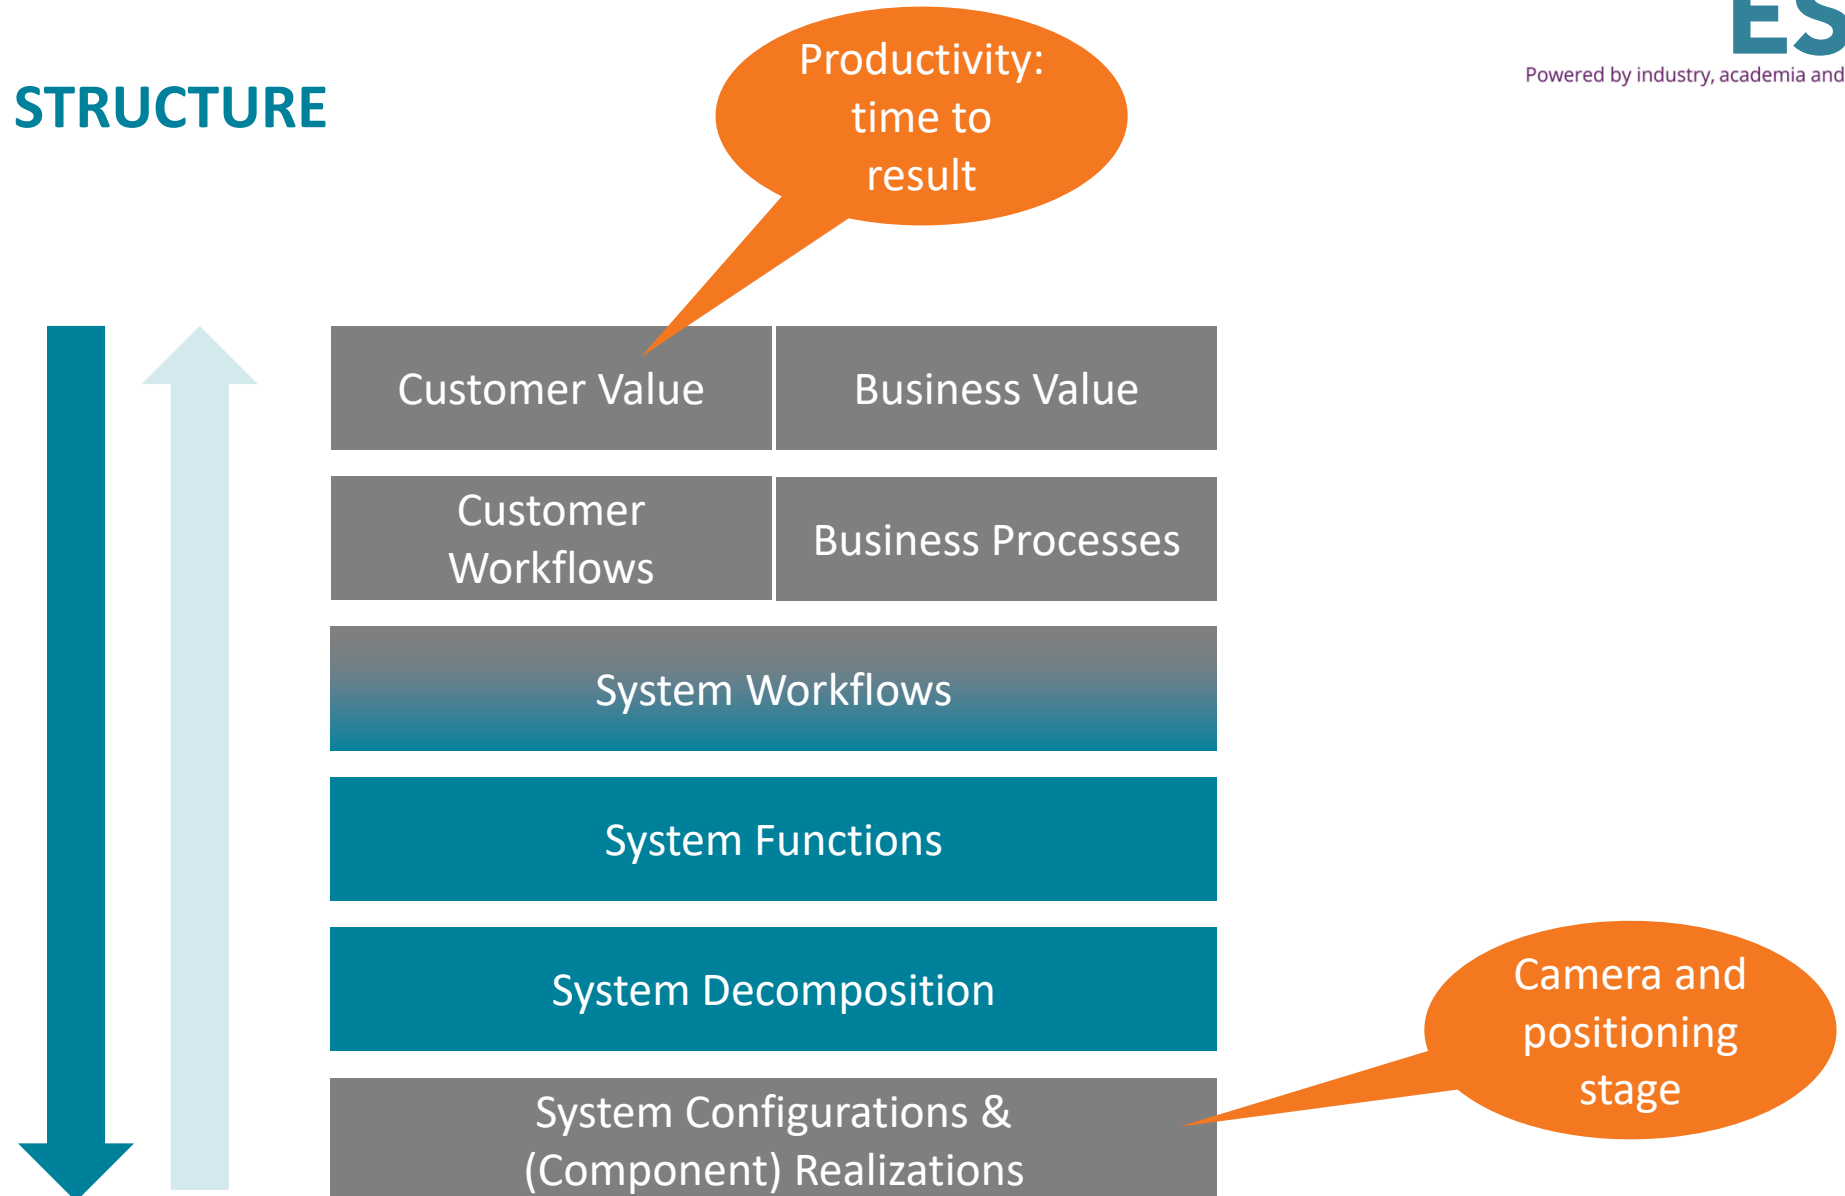 ES
Powered by industry, academia and
STRUCTURE
Productivity:
time to
result
Customer Value
Business Value
Customer
Workflows
Business Processes
System Workflows
System Functions
System Decomposition
Camera and
positioning
stage
System Configurations &
(Component) Realizations